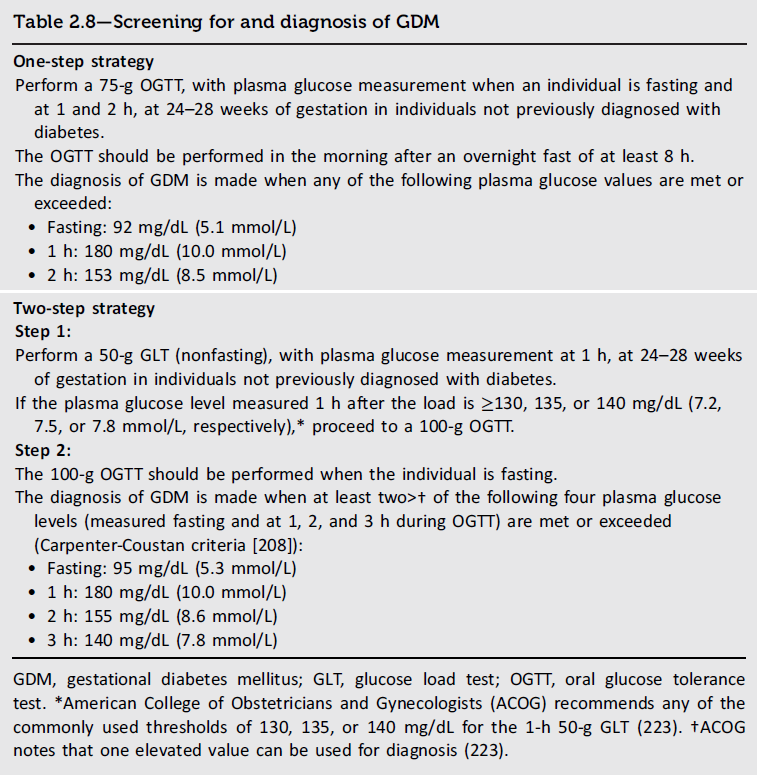 Table 2.8—Screening for and diagnosis of GDM
One-step strategy
Perform a 75-g OGTT, with plasma glucose measurement when an individual is fasting and
at 1 and 2 h, at 24–28 weeks of gestation in individuals not previously diagnosed with
diabetes.
The OGTT should be performed in the morning after an overnight fast of at least 8 h.
The diagnosis of GDM is made when any of the following plasma glucose values are met or
exceeded:
• Fasting: 92 mg/dL (5.1 mmol/L)
• 1 h: 180 mg/dL (10.0 mmol/L)
• 2 h: 153 mg/dL (8.5 mmol/L)
Two-step strategy
Step 1:
Perform a 50-g GLT (nonfasting), with plasma glucose measurement at 1 h, at 24–28 weeks
of gestation in individuals not previously diagnosed with diabetes.
If the plasma glucose level measured 1 h after the load is ≥130, 135, or 140 mg/dL (7.2,
7.5, or 7.8 mmol/L, respectively),* proceed to a 100-g OGTT.
Step 2:
The 100-g OGTT should be performed when the individual is fasting.
The diagnosis of GDM is made when at least two>† of the following four plasma glucose
levels (measured fasting and at 1, 2, and 3 h during OGTT) are met or exceeded
(Carpenter-Coustan criteria [208]):
• Fasting: 95 mg/dL (5.3 mmol/L)
• 1 h: 180 mg/dL (10.0 mmol/L)
• 2 h: 155 mg/dL (8.6 mmol/L)
• 3 h: 140 mg/dL (7.8 mmol/L)
GDM, gestational diabetes mellitus; GLT, glucose load test; OGTT, oral glucose tolerance
test. *American College of Obstetricians and Gynecologists (ACOG) recommends any of the
commonly used thresholds of 130, 135, or 140 mg/dL for the 1-h 50-g GLT (223). †ACOG
notes that one elevated value can be used for diagnosis (223).